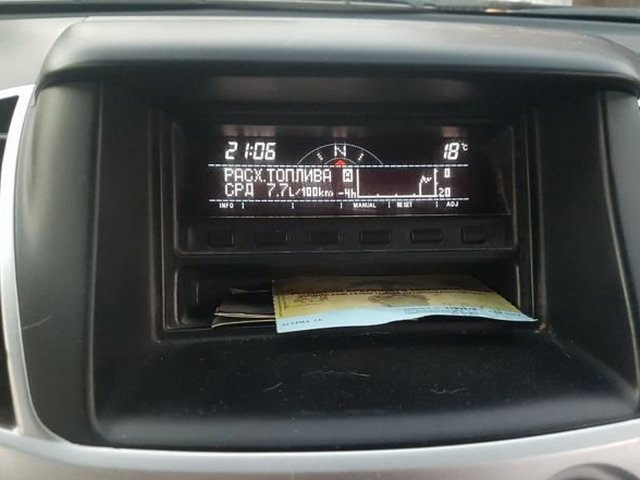 21:06 N 18°C
РАСХ.ТОПЛИВА A 0
СРД 7.7L/100km -4h 20
INFO MANUAL RESET ADJ